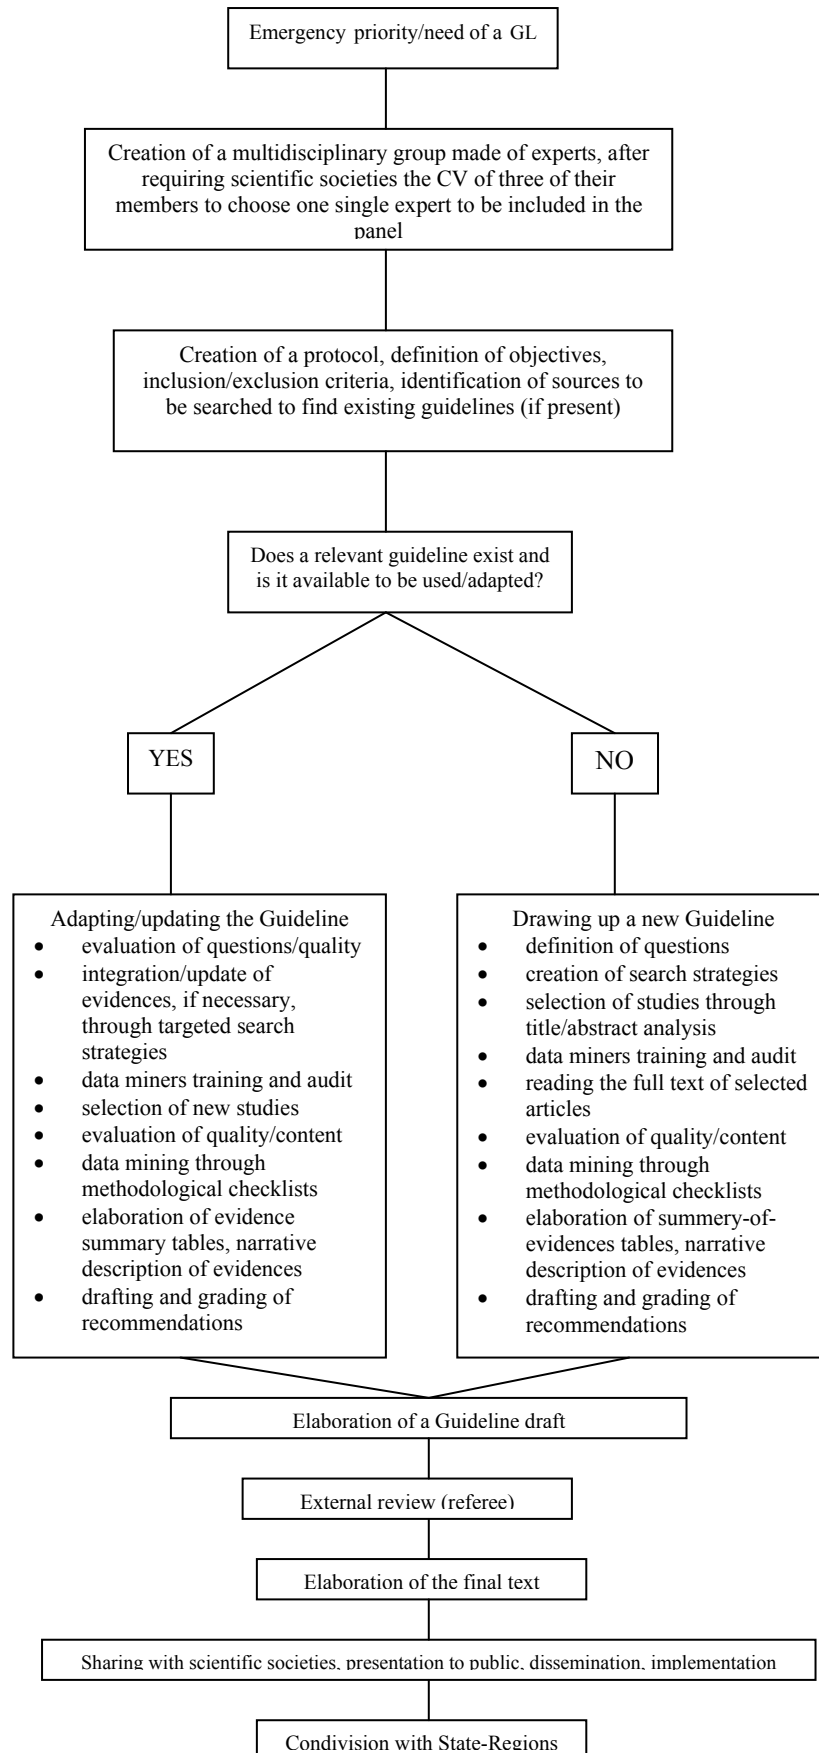 Emergency priority/need of a GL
Creation of a multidisciplinary group made of experts, after
requiring scientific societies the CV of three of their
members to choose one single expert to be included in the
panel
Creation of a protocol, definition of objectives,
inclusion/exclusion criteria, identification of sources to
be searched to find existing guidelines (if present)
Does a relevant guideline exist and
is it available to be used/adapted?
YES
NO
Adapting/updating the Guideline
• evaluation of questions/quality
• integration/update of
evidences, if necessary,
through targeted search
strategies
• data miners training and audit
• selection of new studies
• evaluation of quality/content
• data mining through
methodological checklists
• elaboration of evidence
summary tables, narrative
description of evidences
• drafting and grading of
recommendations
Drawing up a new Guideline
• definition of questions
• creation of search strategies
• selection of studies through
title/abstract analysis
• data miners training and audit
• reading the full text of selected
articles
• evaluation of quality/content
• data mining through
methodological checklists
• elaboration of summery-of-
evidences tables, narrative
description of evidences
• drafting and grading of
recommendations
Elaboration of a Guideline draft
External review (referee)
Elaboration of the final text
Sharing with scientific societies, presentation to public, dissemination, implementation
Condivision with State-Regions